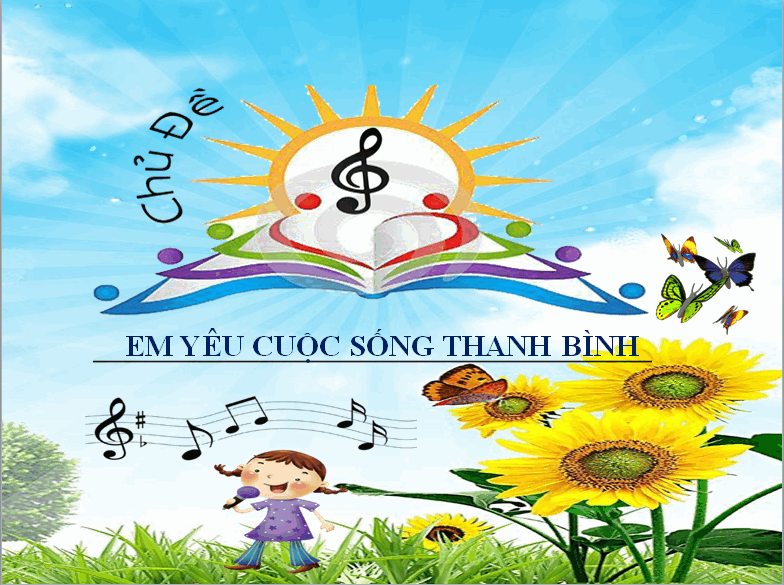 Chủ Đề
EM YÊU CUỘC SỐNG THANH BÌNH